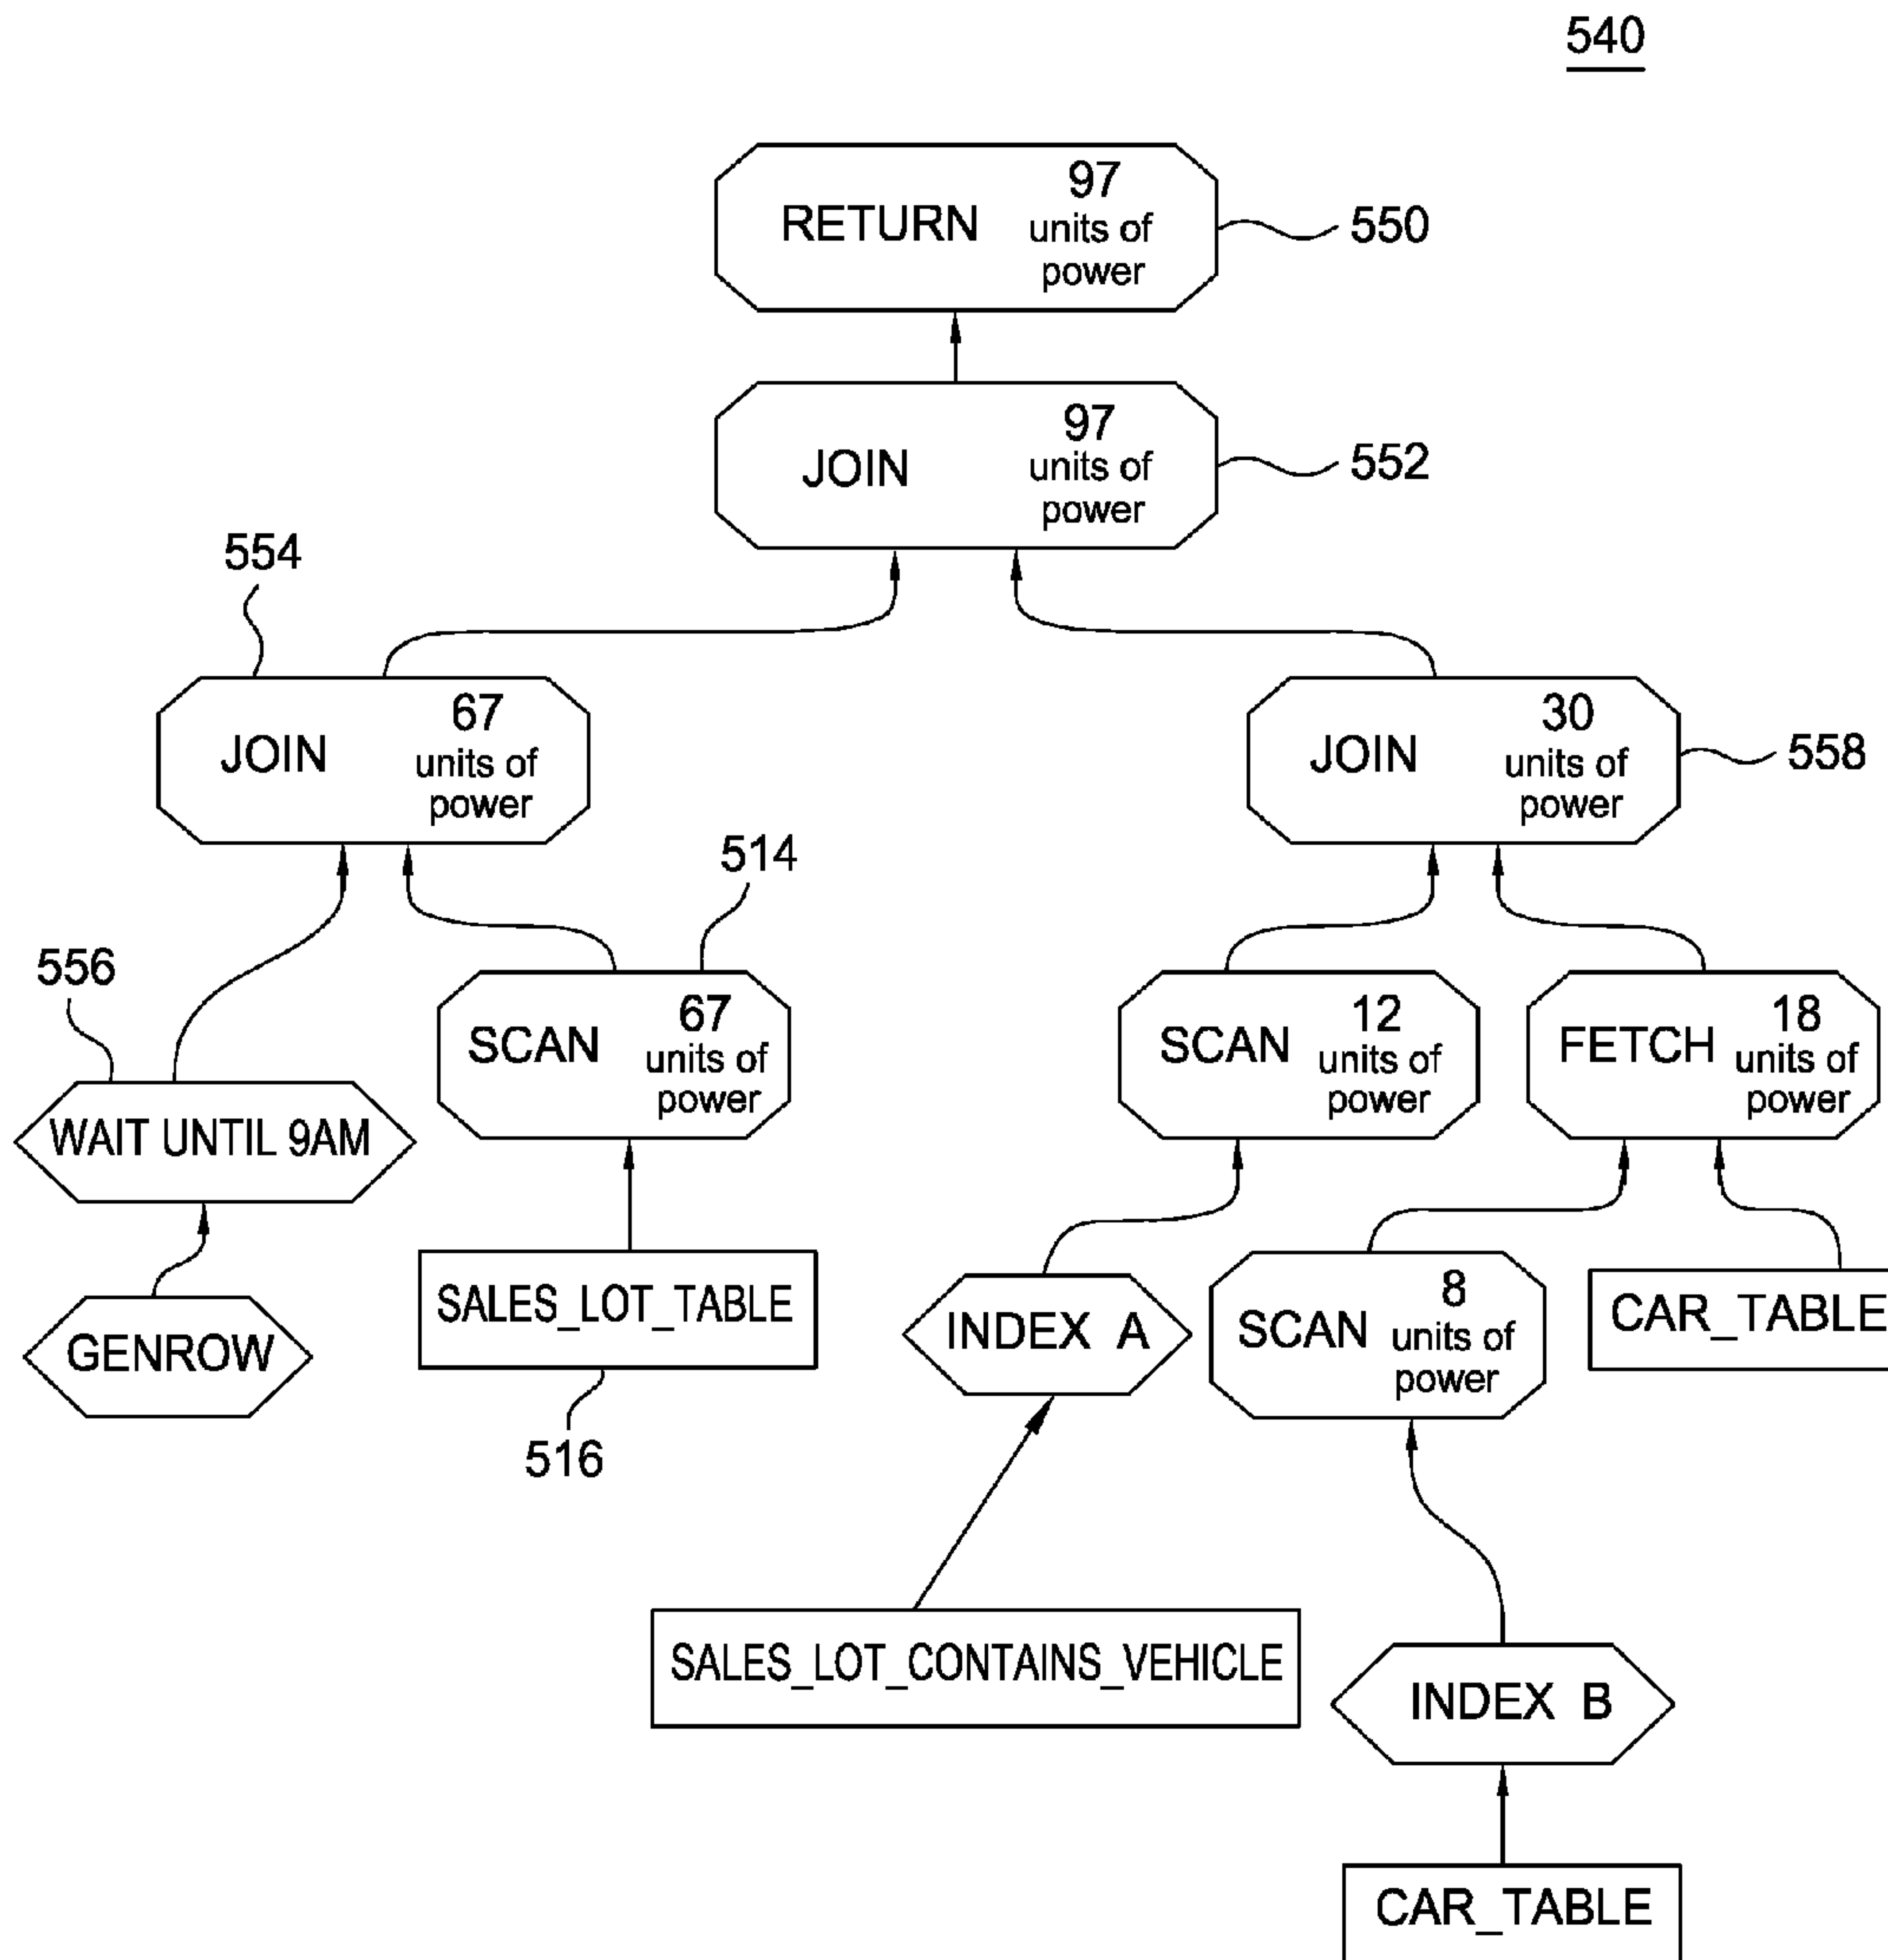 540
97
RETURN
units of
power
550
97
JOIN
units of
power
552
554
67
JOIN
units of
power
30
JOIN
units of
power
558
514
556
67
SCAN
units of
power
12
SCAN
units of
power
18
FETCH
units of
power
WAIT UNTIL 9AM
GENROW
SALES_LOT_TABLE
516
INDEX A
8
SCAN
units of
power
CAR_TABLE
SALES_LOT_CONTAINS_VEHICLE
INDEX B
CAR_TABLE